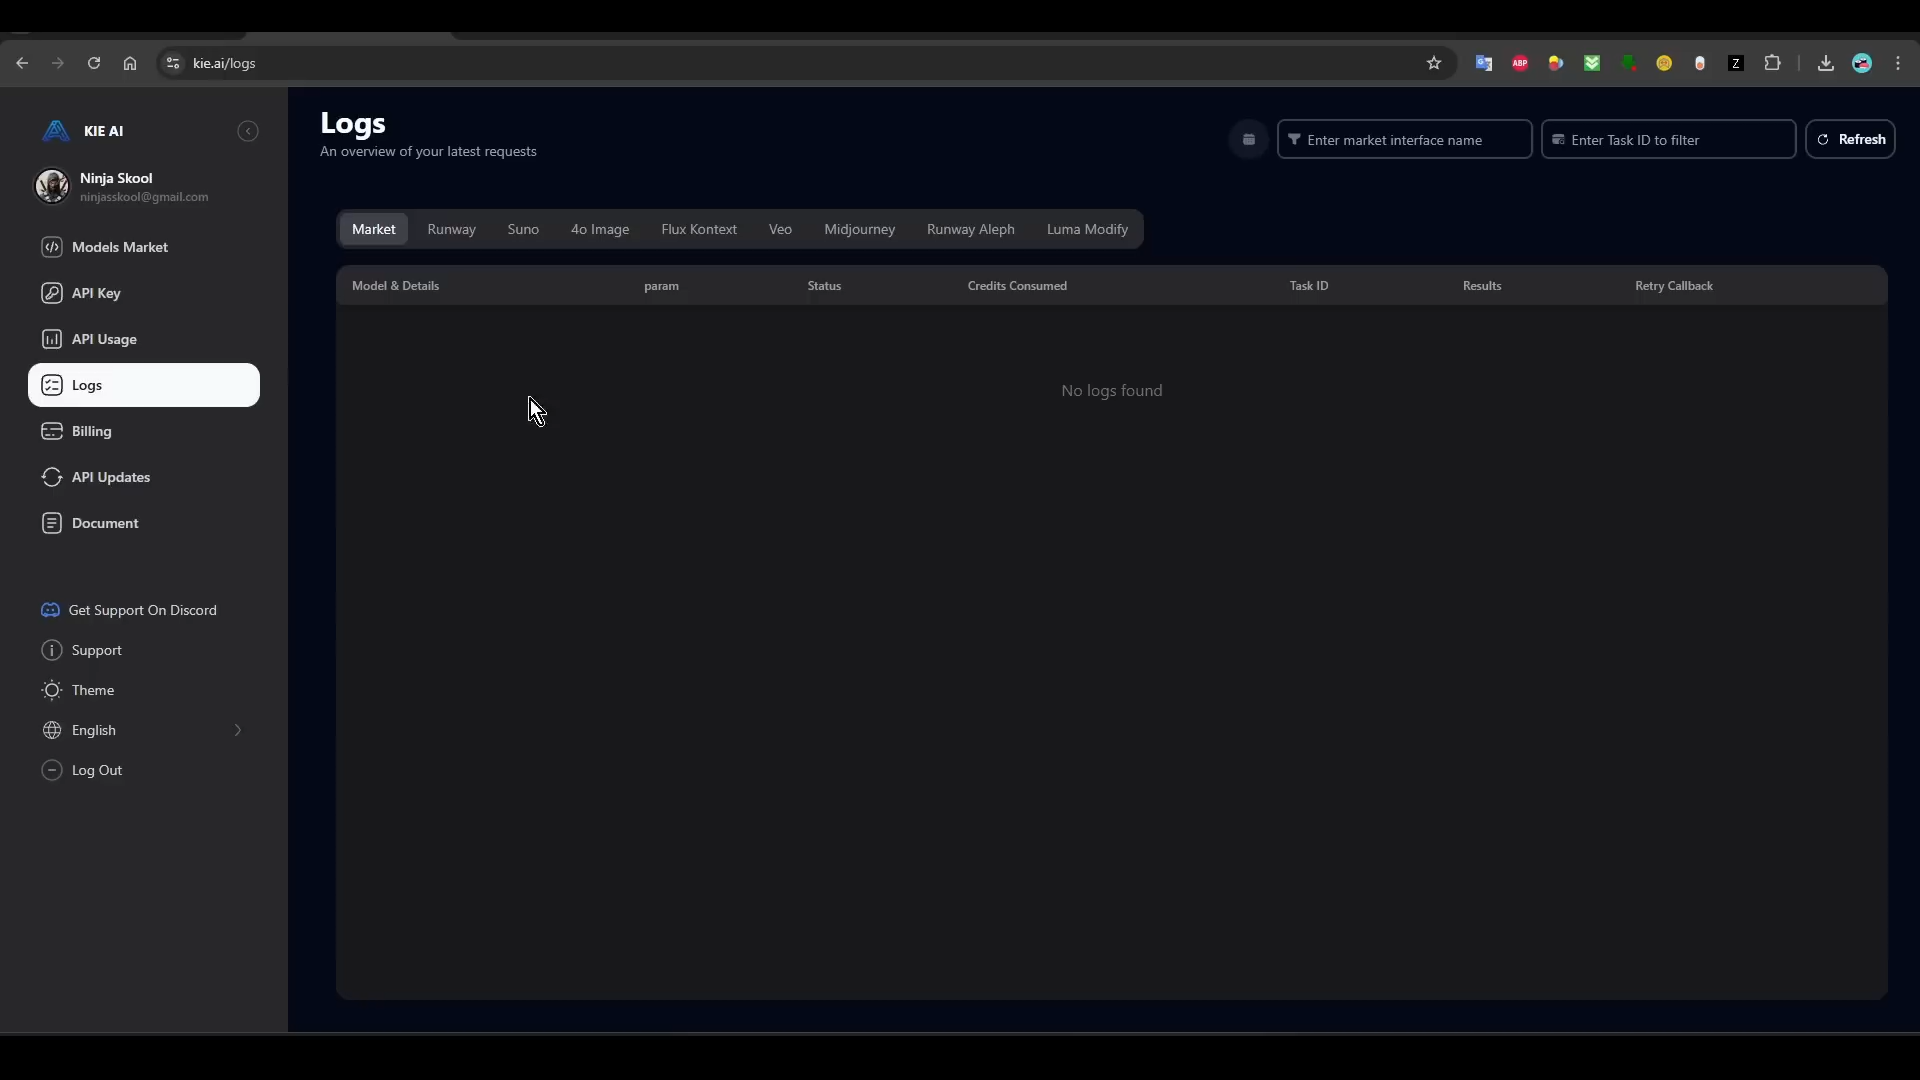 kie.ai/logs
ABP
Z
KIE AI
Ninja Skool
ninjasskool@gmail.com
Models Market
API Key
API Usage
Logs
Billing
API Updates
Document
Get Support On Discord
Support
Theme
English
Log Out
Logs
An overview of your latest requests
Enter market interface name
Enter Task ID to filter
Refresh
Market Runway Suno 4o Image Flux Kontext Veo Midjourney Runway Aleph Luma Modify
Model & Details param Status Credits Consumed Task ID Results Retry Callback
No logs found